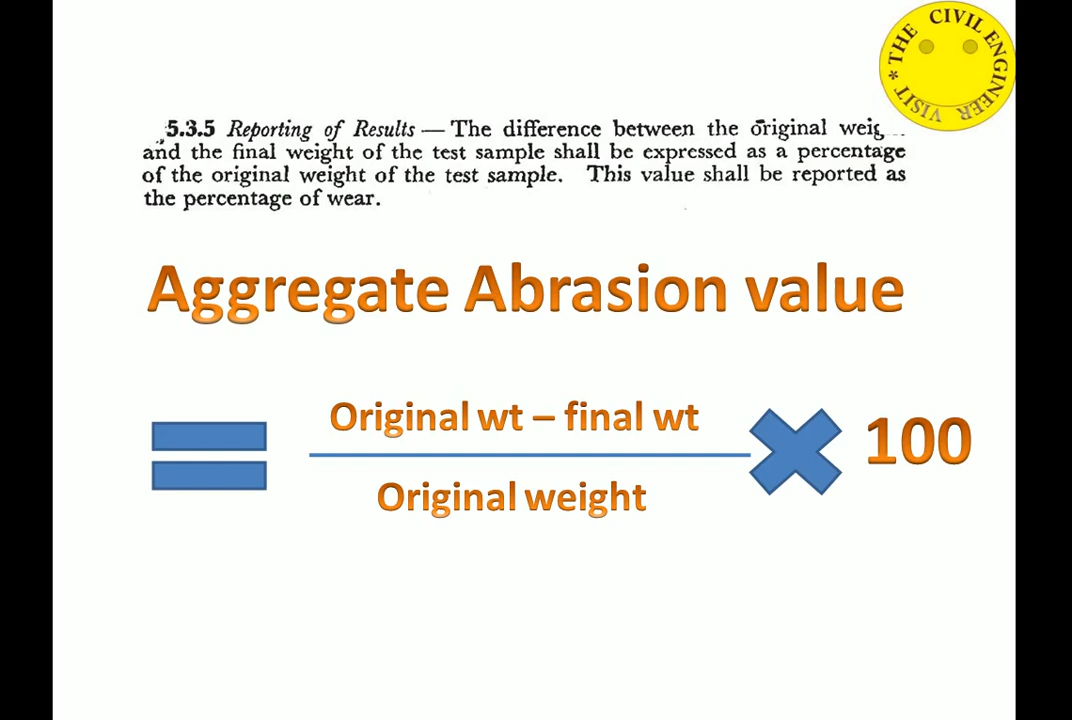 * THE CIVIL ENGINEER VISIT
5.3.5 Reporting of Results — The difference between the original
and the final weight of the test sample shall be expressed as a percentage
of the original weight of the test sample. This value shall be reported as
the percentage of wear.
Aggregate Abrasion value
= Original wt – final wt × 100
Original weight